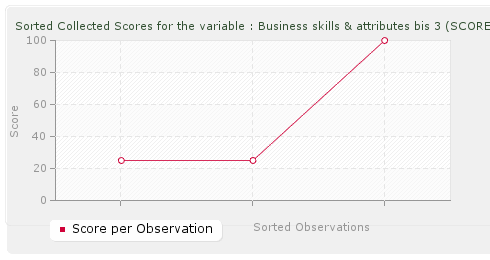 Sorted Collected Scores for the variable : Business skills & attributes bis 3 (SCORE
100
80
60
40
20
0
Score
Sorted Observations
Score per Observation